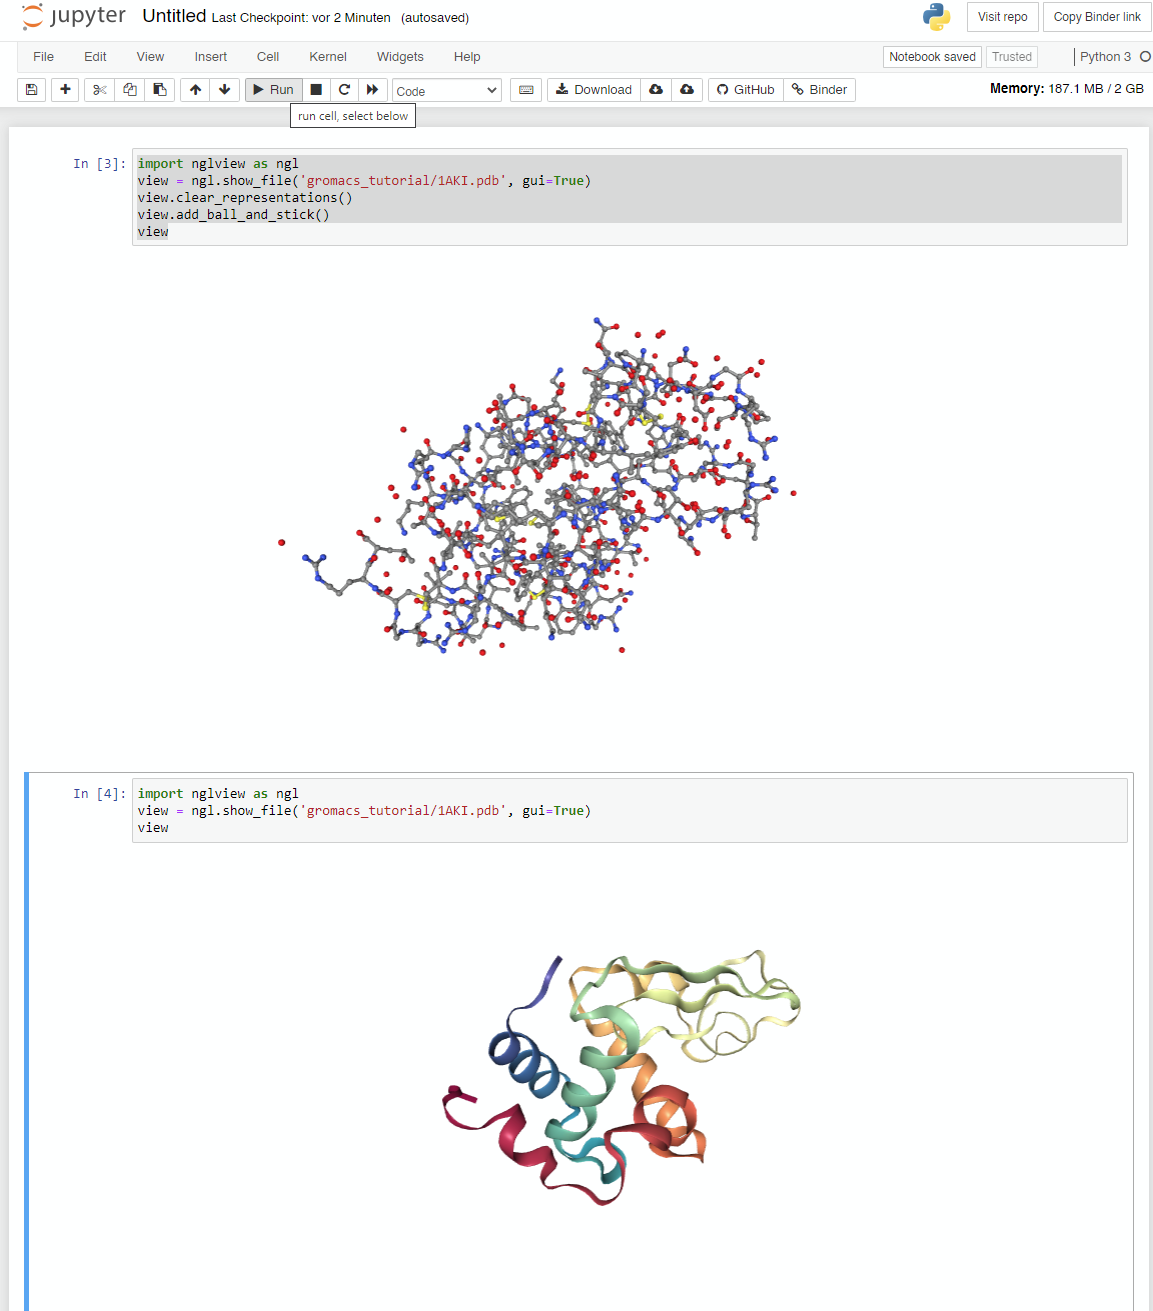 jupyter Untitled Last Checkpoint: vor 2 Minuten (autosaved) Visit repo Copy Binder link
File Edit View Insert Cell Kernel Widgets Help Notebook saved Trusted Python 3
Run Code Download GitHub Binder Memory: 187.1 MB / 2 GB
run cell, select below
In [3]: import nglview as ngl
view = ngl.show_file('gromacs_tutorial/1AKI.pdb', gui=True)
view.clear_representations()
view.add_ball_and_stick()
view
In [4]: import nglview as ngl
view = ngl.show_file('gromacs_tutorial/1AKI.pdb', gui=True)
view